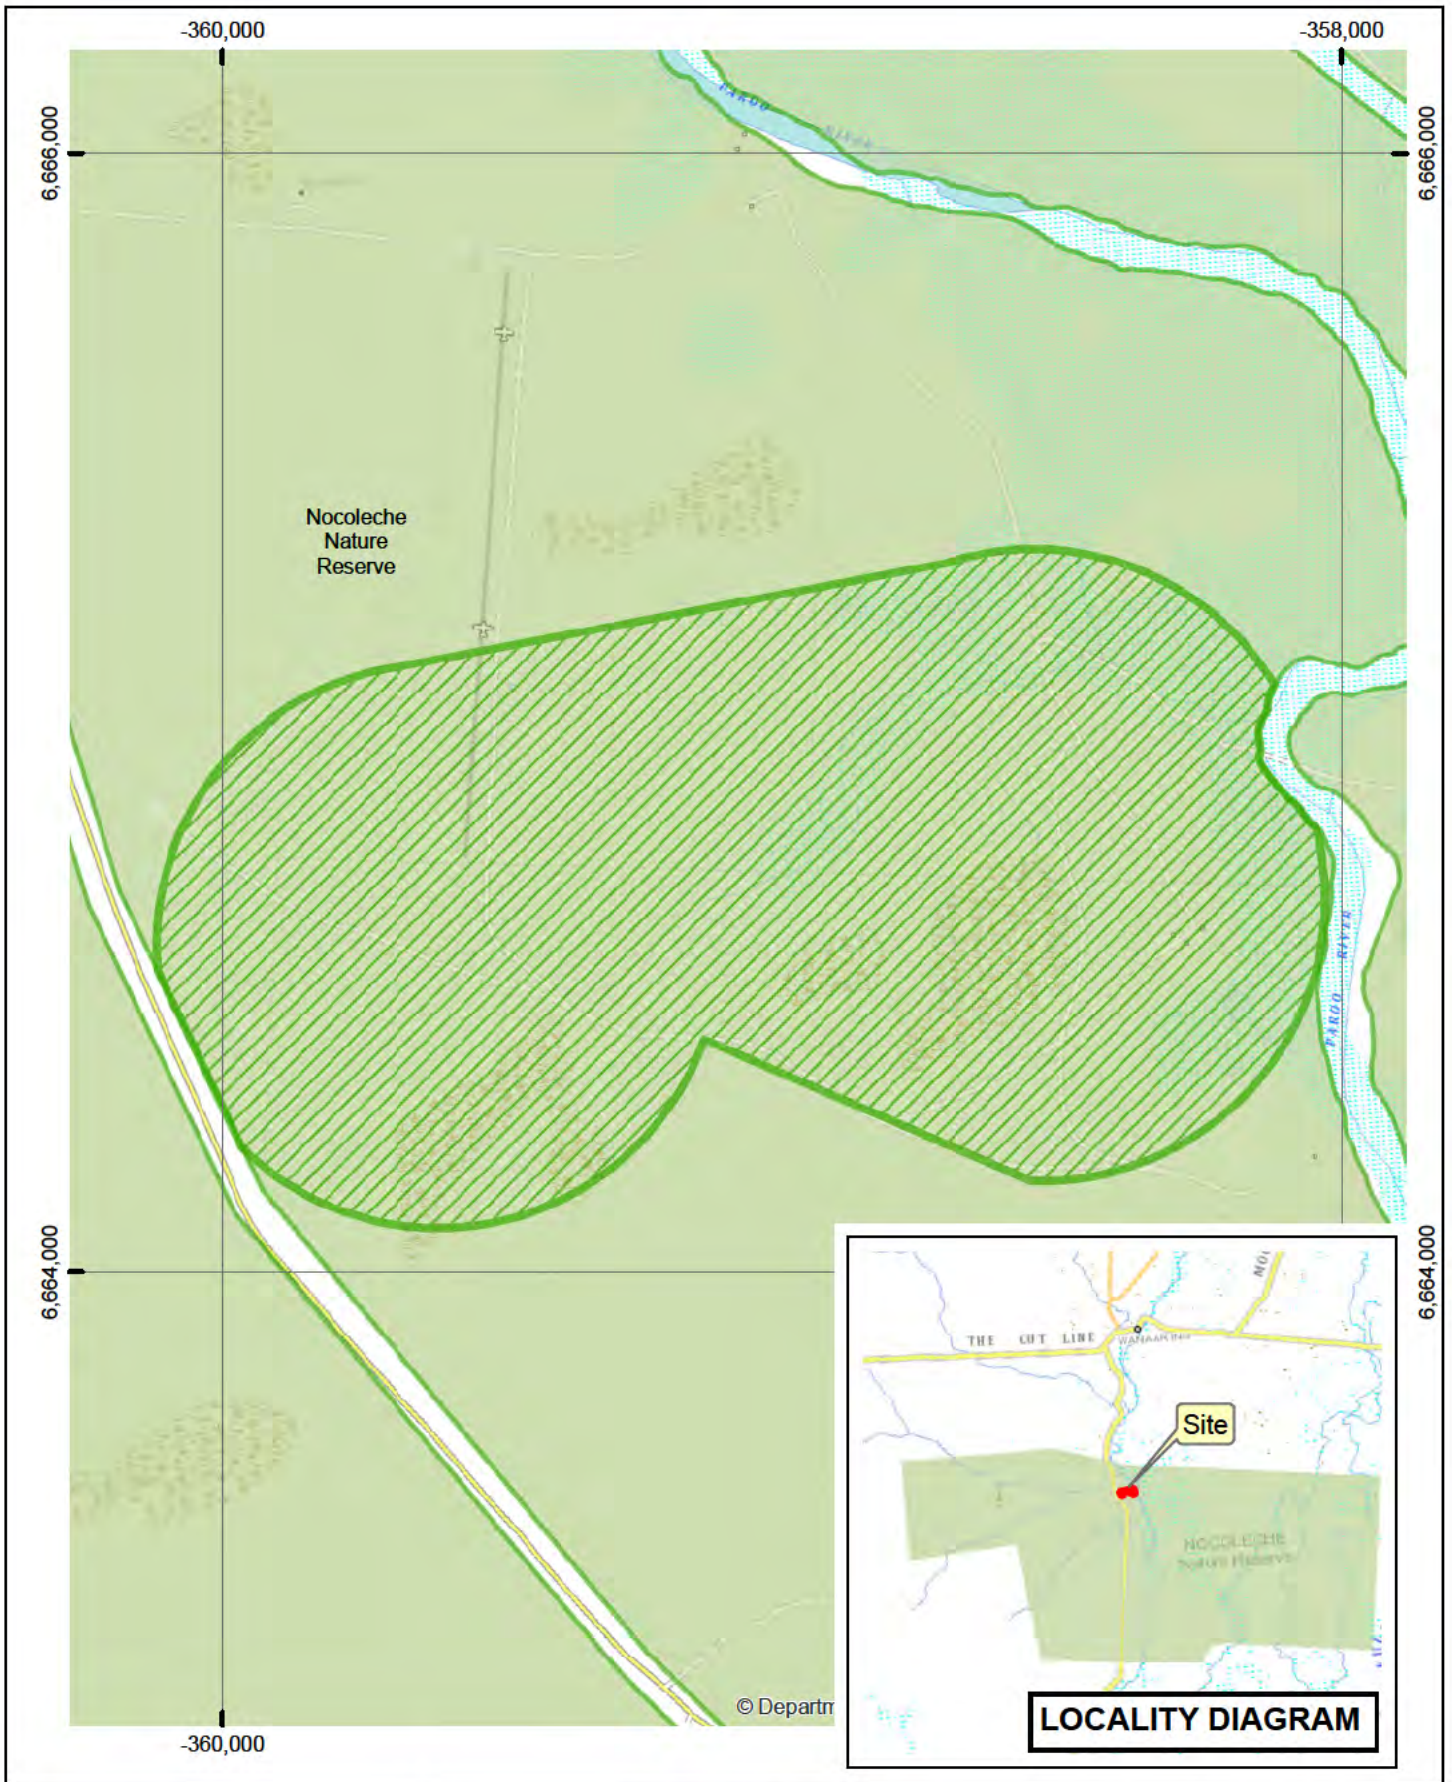 -360,000
-358,000
6,666,000
6,666,000
PAROO
RIVER
Nocoleche
Nature
Reserve
PAROO RIVER
6,664,000
6,664,000
THE CUT LINE
WANAARING
Site
NOCOLECHE
Nature Reserve
© Departm
LOCALITY DIAGRAM
-360,000